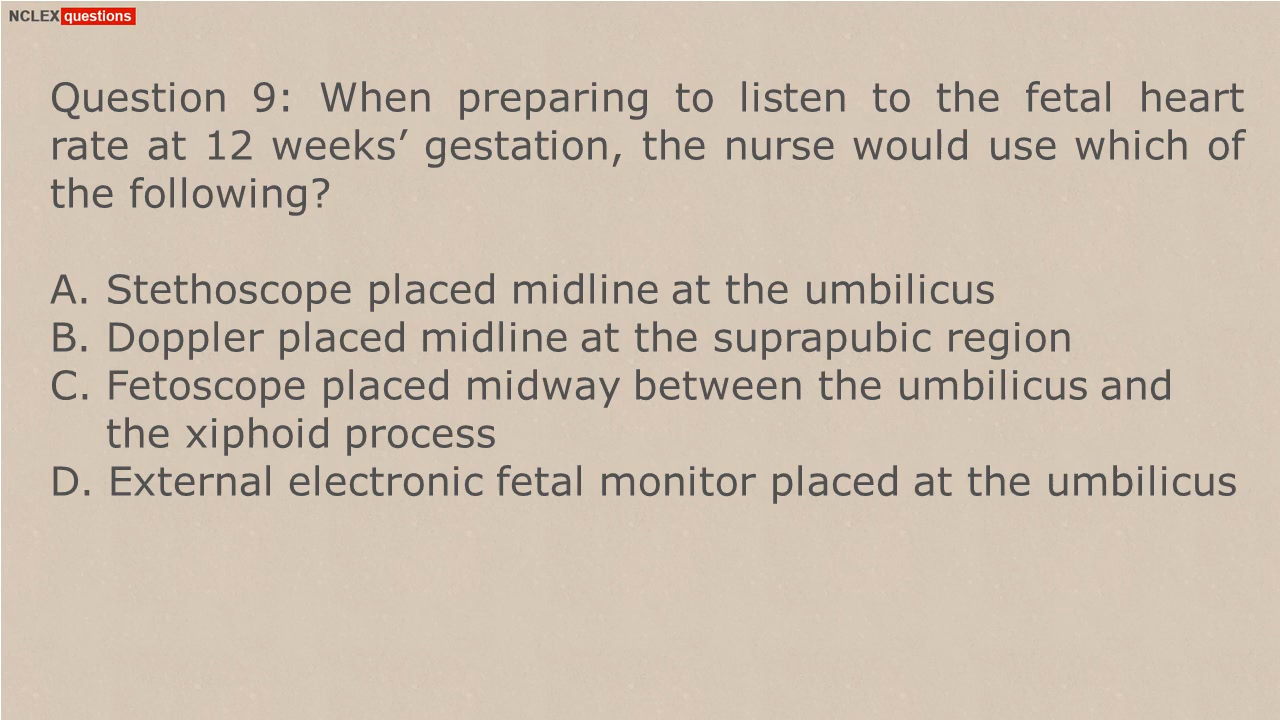 NCLEX questions
Question 9: When preparing to listen to the fetal heart
rate at 12 weeks’ gestation, the nurse would use which of
the following?
A. Stethoscope placed midline at the umbilicus
B. Doppler placed midline at the suprapubic region
C. Fetoscope placed midway between the umbilicus and
the xiphoid process
D. External electronic fetal monitor placed at the umbilicus